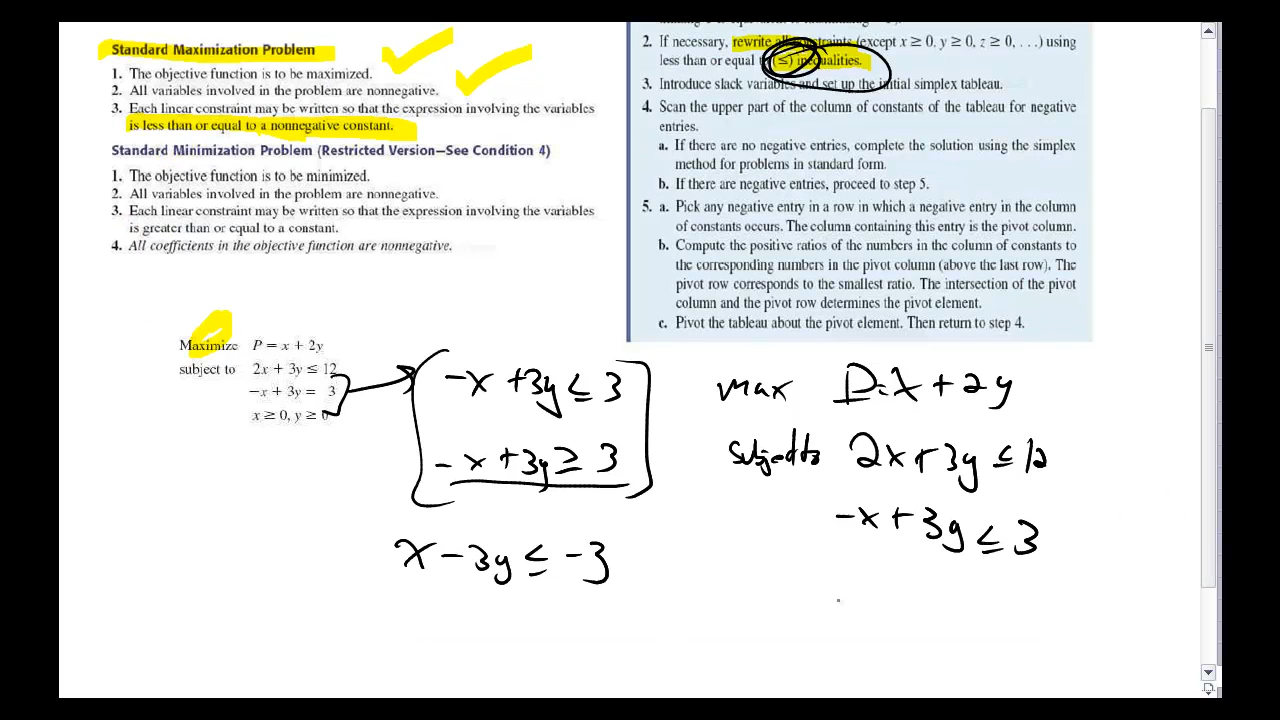 Standard Maximization Problem
1. The objective function is to be maximized.
2. All variables involved in the problem are nonnegative.
3. Each linear constraint may be written so that the expression involving the variables
is less than or equal to a nonnegative constant.
Standard Minimization Problem (Restricted Version—See Condition 4)
1. The objective function is to be minimized.
2. All variables involved in the problem are nonnegative.
3. Each linear constraint may be written so that the expression involving the variables
is greater than or equal to a constant.
4. All coefficients in the objective function are nonnegative.
2. If necessary, rewrite all constraints (except x ≥ 0, y ≥ 0, z ≥ 0, . . .) using
less than or equal to (≤) inequalities.
3. Introduce slack variables and set up the initial simplex tableau.
4. Scan the upper part of the column of constants of the tableau for negative
entries.
a. If there are no negative entries, complete the solution using the simplex
method for problems in standard form.
b. If there are negative entries, proceed to step 5.
5. a. Pick any negative entry in a row in which a negative entry in the column
of constants occurs. The column containing this entry is the pivot column.
b. Compute the positive ratios of the numbers in the column of constants to
the corresponding numbers in the pivot column (above the last row). The
pivot row corresponds to the smallest ratio. The intersection of the pivot
column and the pivot row determines the pivot element.
c. Pivot the tableau about the pivot element. Then return to step 4.
Maximize P = x + 2y
subject to 2x + 3y ≤ 12
-x + 3y = 3
x ≥ 0, y ≥ 0
-x + 3y ≤ 3
-x + 3y ≥ 3
x - 3y ≤ -3
max P = x + 2y
subject to 2x + 3y ≤ 12
-x + 3y ≤ 3